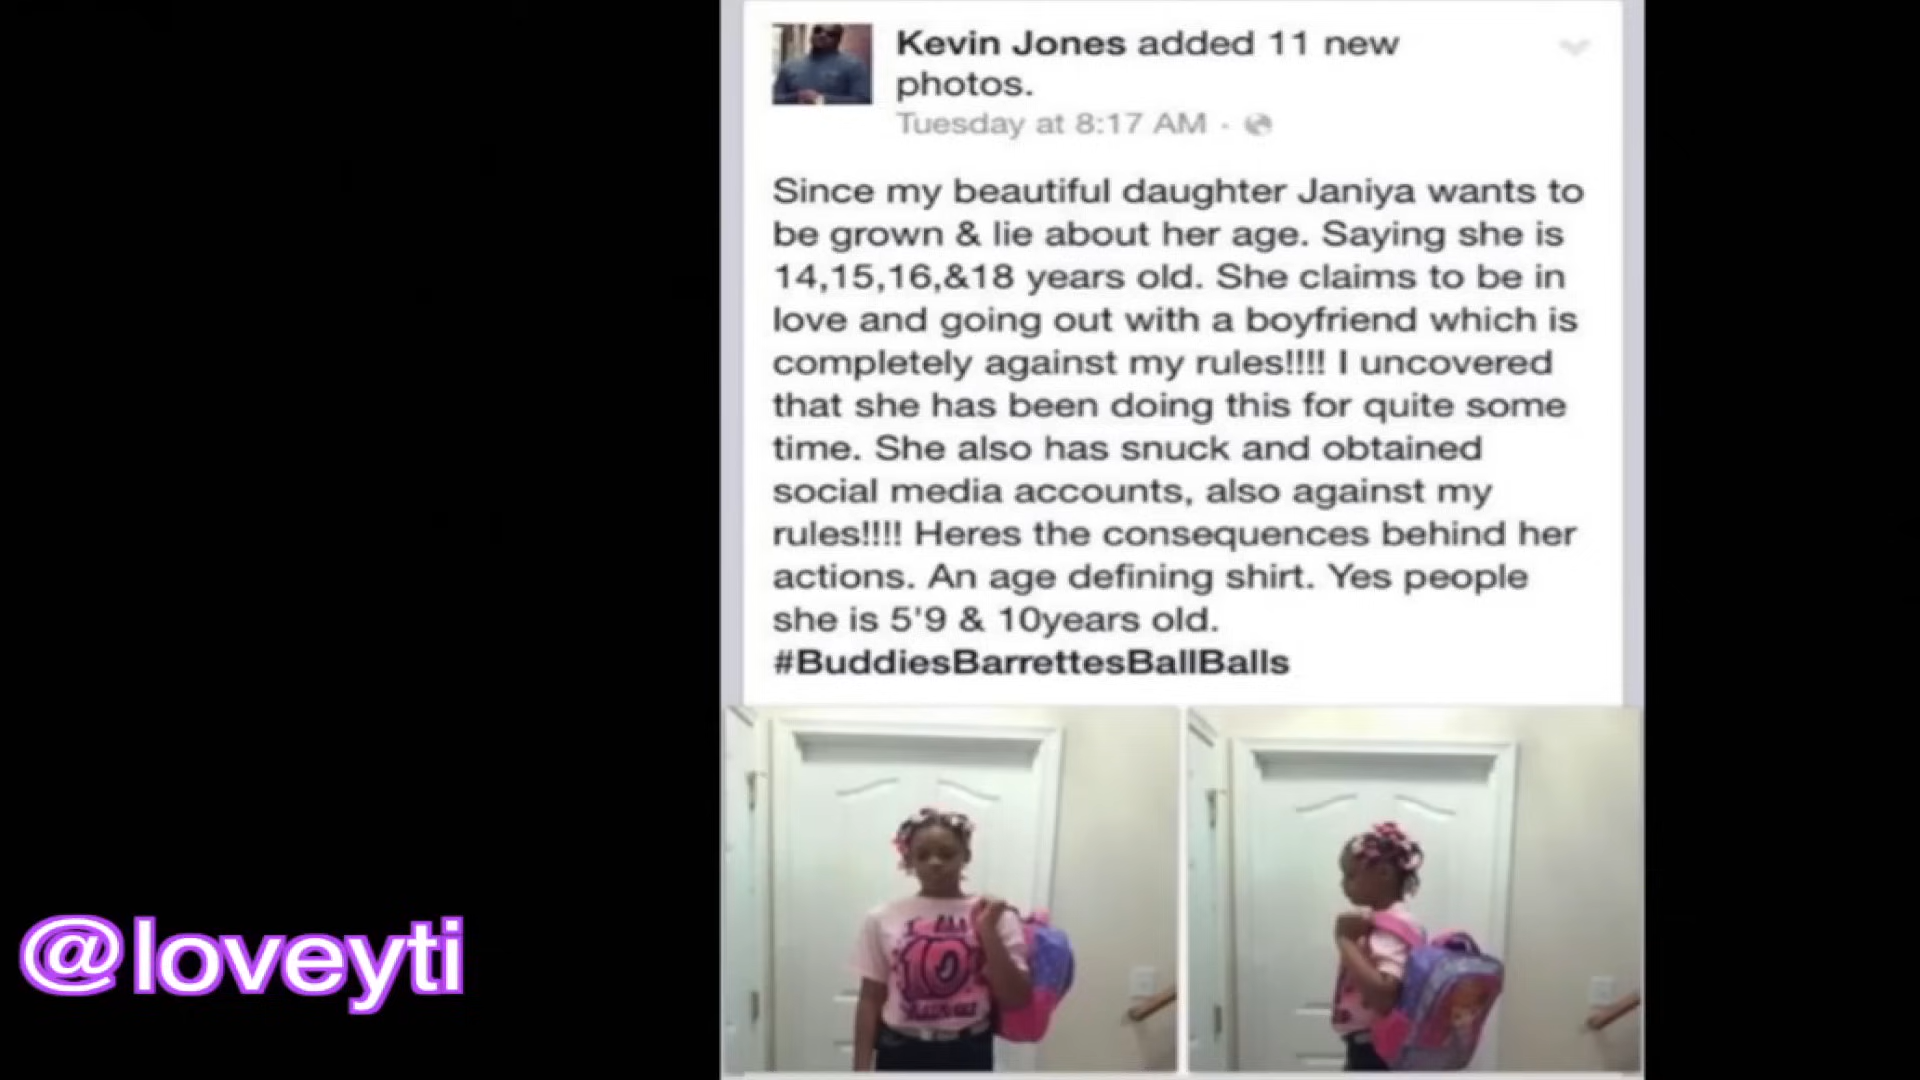 Kevin Jones added 11 new
photos.
Tuesday at 8:17 AM ·
Since my beautiful daughter Janiya wants to
be grown & lie about her age. Saying she is
14,15,16,&18 years old. She claims to be in
love and going out with a boyfriend which is
completely against my rules!!!! I uncovered
that she has been doing this for quite some
time. She also has snuck and obtained
social media accounts, also against my
rules!!!! Heres the consequences behind her
actions. An age defining shirt. Yes people
she is 5'9 & 10years old.
#BuddiesBarrettesBallBalls
10
@loveyti